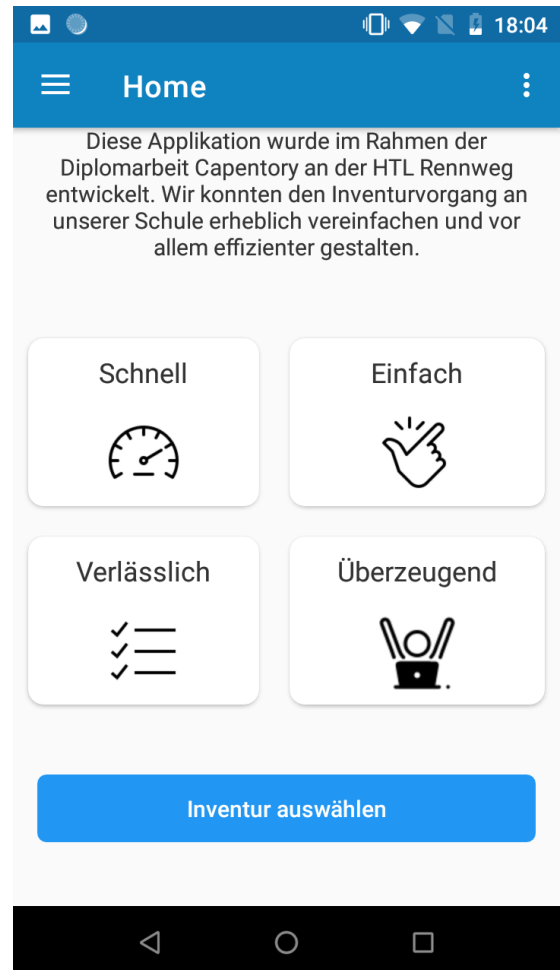 18:04
Home
Diese Applikation wurde im Rahmen der
Diplomarbeit Capentory an der HTL Rennweg
entwickelt. Wir konnten den Inventurvorgang an
unserer Schule erheblich vereinfachen und vor
allem effizienter gestalten.
Schnell
Einfach
Verlässlich
Überzeugend
Inventur auswählen